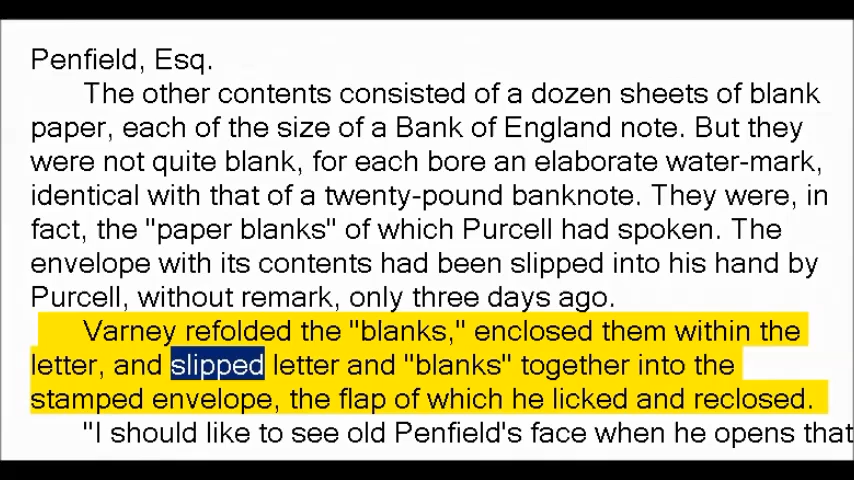 Penfield, Esq.
The other contents consisted of a dozen sheets of blank
paper, each of the size of a Bank of England note. But they
were not quite blank, for each bore an elaborate water-mark,
identical with that of a twenty-pound banknote. They were, in
fact, the "paper blanks" of which Purcell had spoken. The
envelope with its contents had been slipped into his hand by
Purcell, without remark, only three days ago.
Varney refolded the "blanks," enclosed them within the
letter, and slipped letter and "blanks" together into the
stamped envelope, the flap of which he licked and reclosed.
"I should like to see old Penfield's face when he opens that